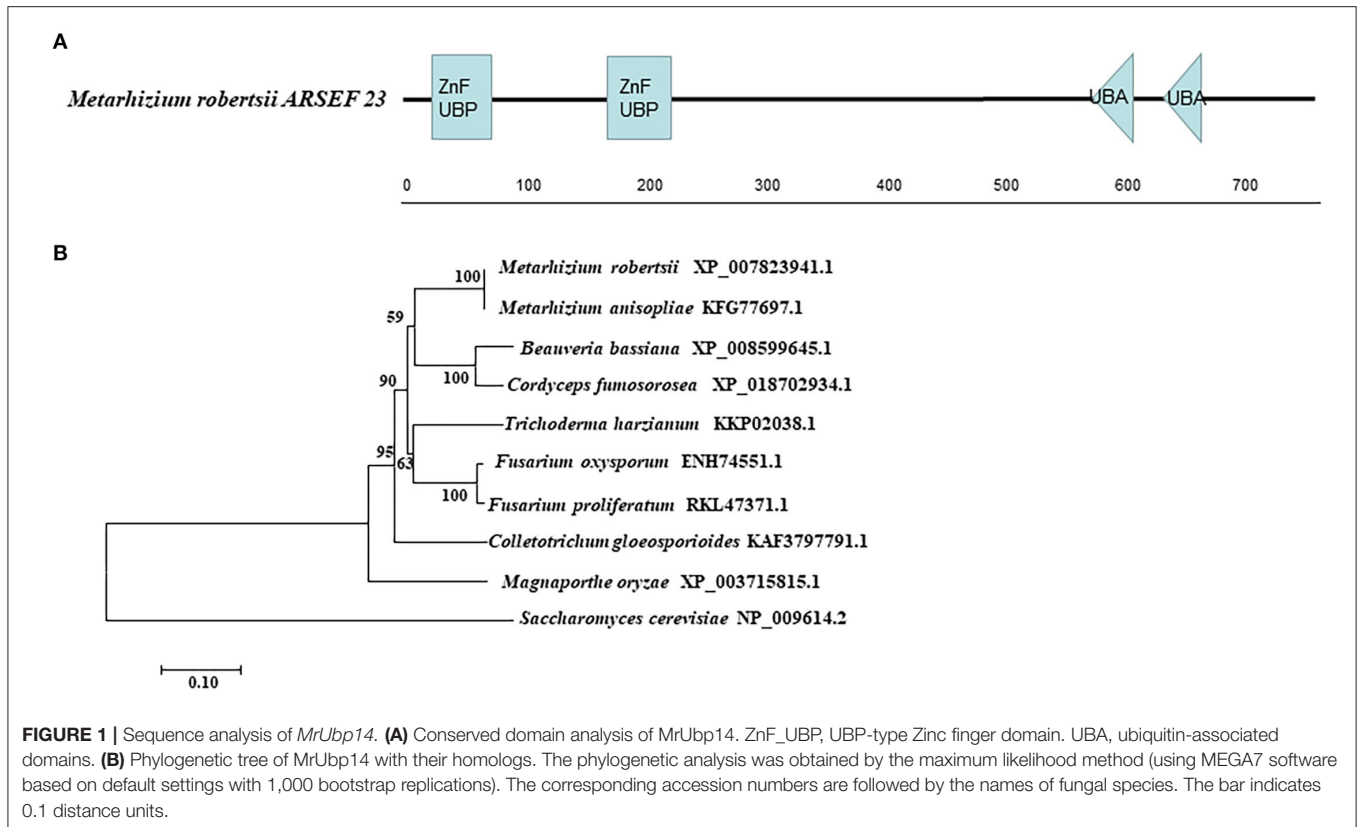 A
Metarhizium robertsii ARSEF 23
ZnF
UBP
ZnF
UBP
UBA
UBA
0 100 200 300 400 500 600 700
B
100
Metarhizium robertsii XP_007823941.1
Metarhizium anisopliae KFG77697.1
59
Beauveria bassiana XP_008599645.1
100
Cordyceps fumosorosea XP_018702934.1
90
Trichoderma harzianum KKP02038.1
95
63
Fusarium oxysporum ENH74551.1
100
Fusarium proliferatum RKL47371.1
Colletotrichum gloeosporioides KAF3797791.1
Magnaporthe oryzae XP_003715815.1
Saccharomyces cerevisiae NP_009614.2
0.10
FIGURE 1 | Sequence analysis of MrUbp14. (A) Conserved domain analysis of MrUbp14. ZnF_UBP, UBP-type Zinc finger domain. UBA, ubiquitin-associated
domains. (B) Phylogenetic tree of MrUbp14 with their homologs. The phylogenetic analysis was obtained by the maximum likelihood method (using MEGA7 software
based on default settings with 1,000 bootstrap replications). The corresponding accession numbers are followed by the names of fungal species. The bar indicates
0.1 distance units.